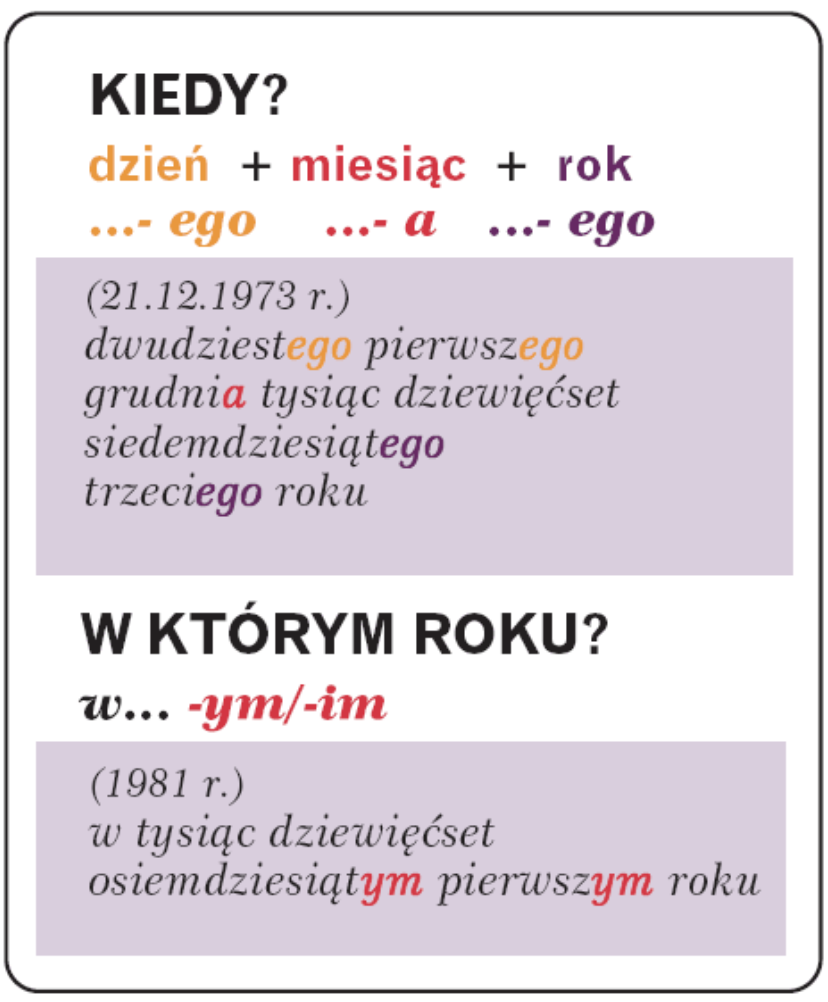 KIEDY?
dzień + miesiąc + rok
...- ego ...- a ...- ego
(21.12.1973 r.)
dwudziestego pierwszego
grudnia tysiąc dziewięćset
siedemdziesiątego
trzeciego roku
W KTÓRYM ROKU?
w... -ym/-im
(1981 r.)
w tysiąc dziewięćset
osiemdziesiątym pierwszym roku